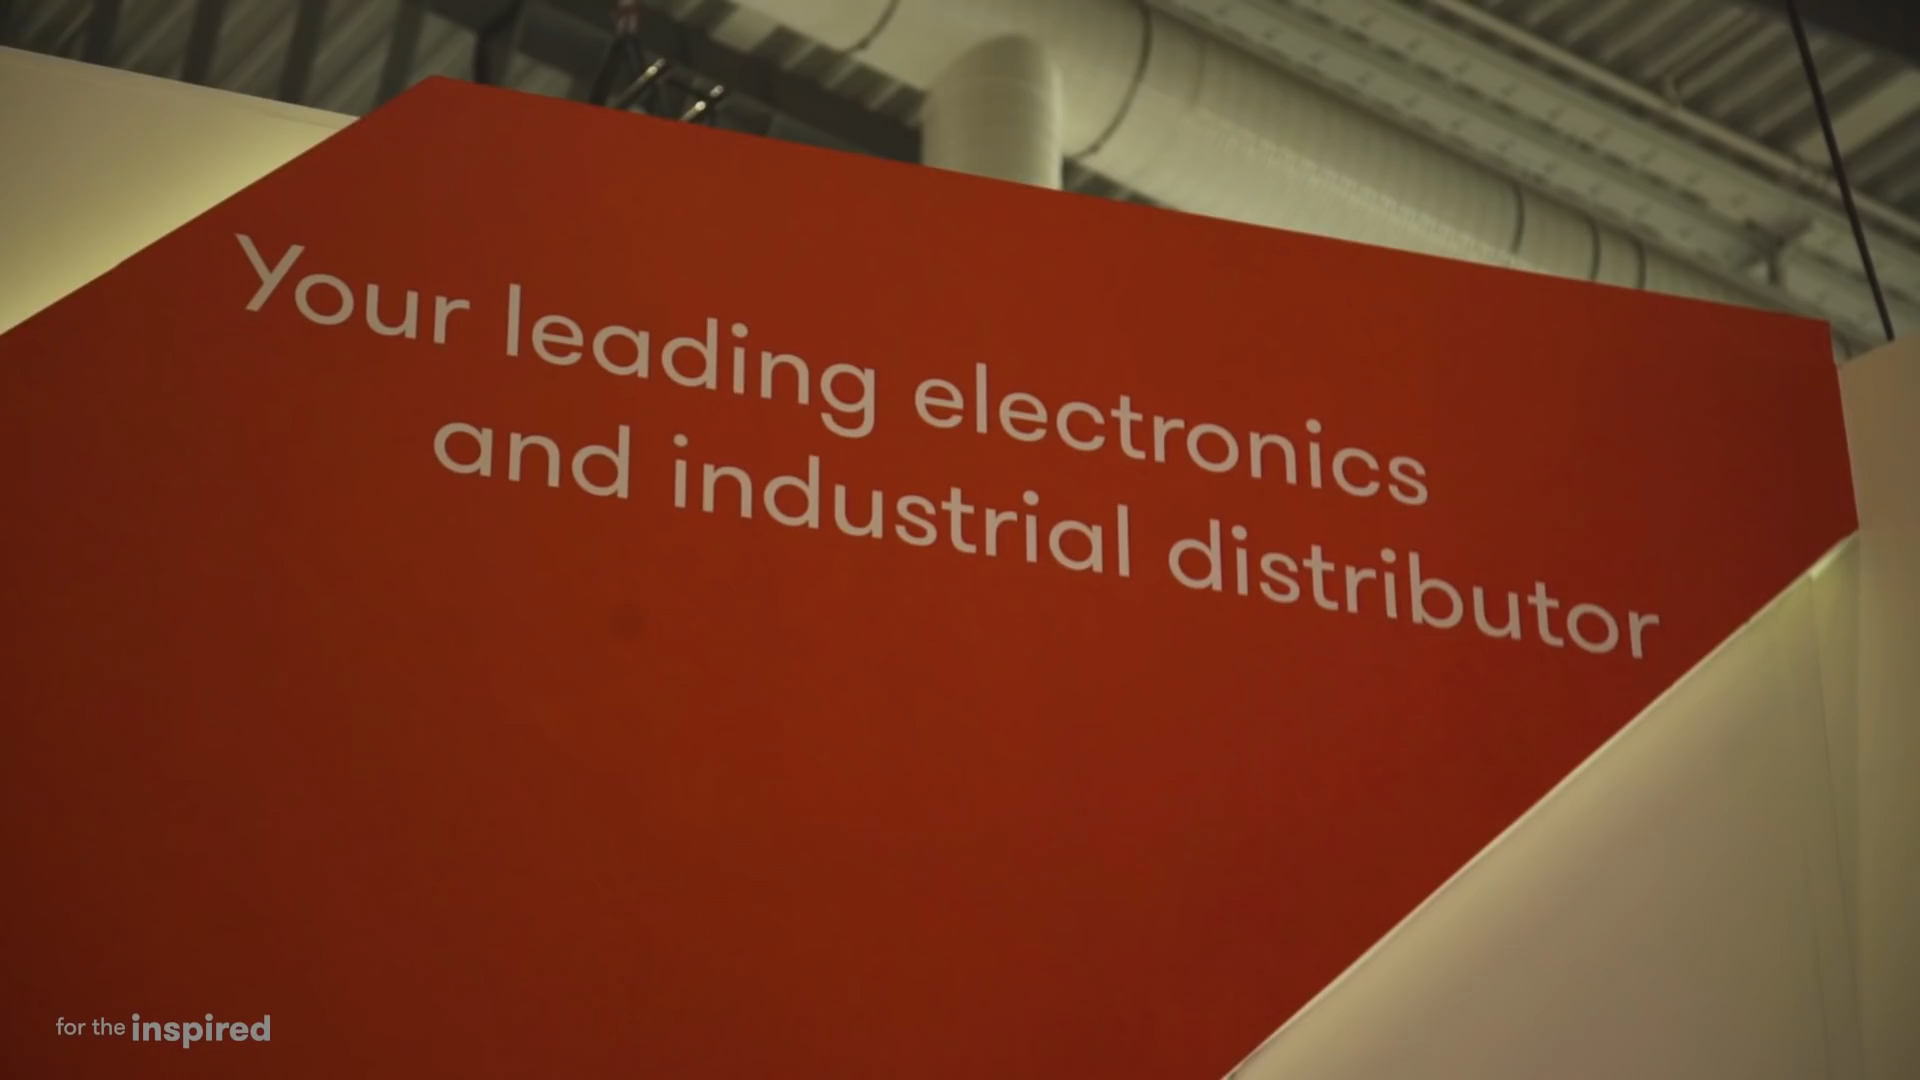 Your leading electronics
and industrial distributor
for the inspired